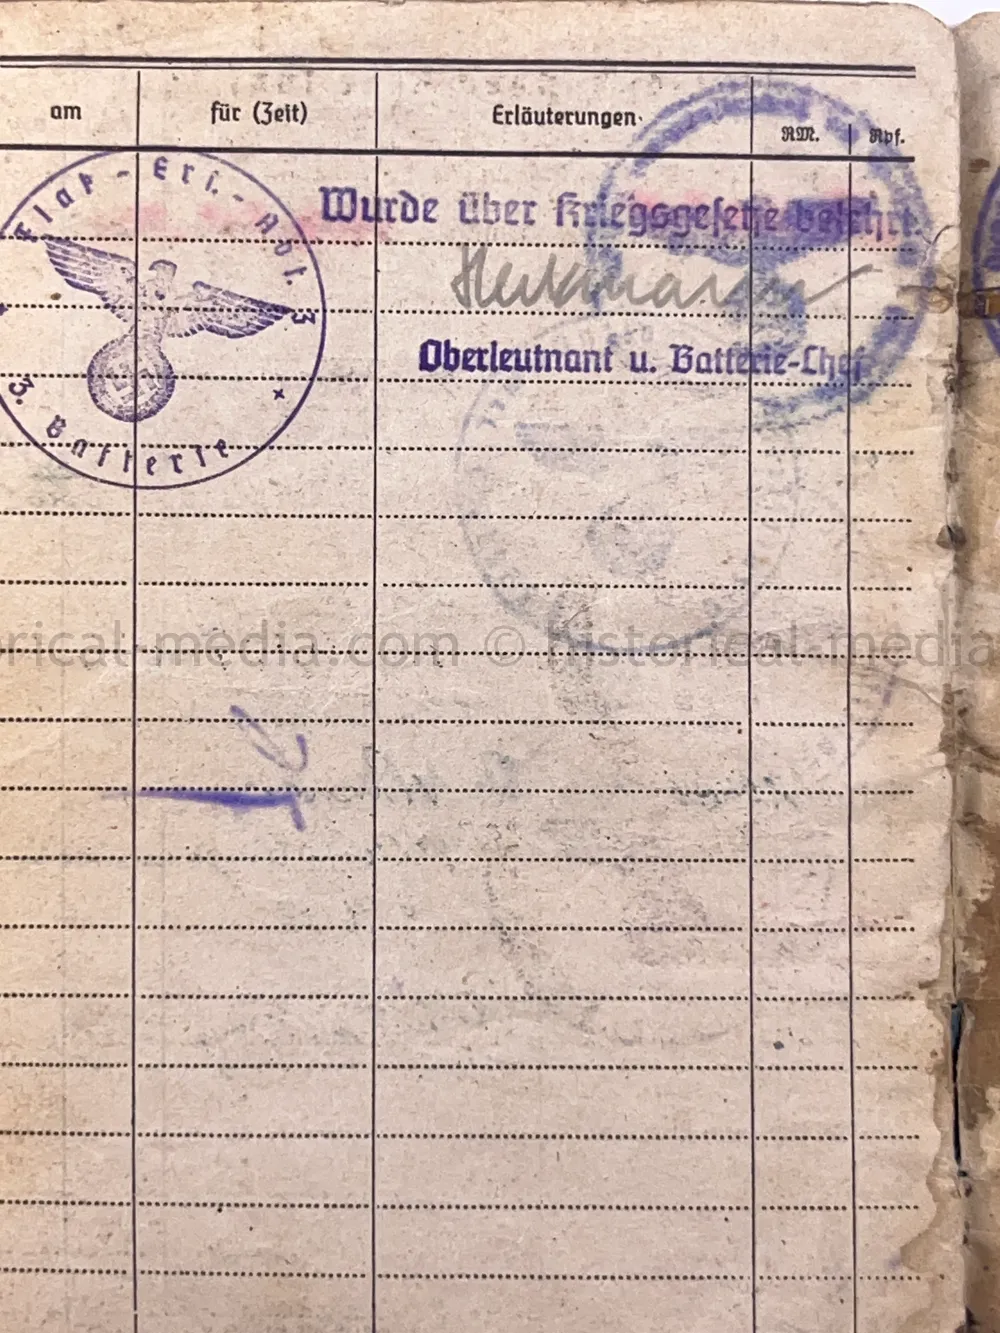 am für (Zeit) Erläuterungen RM. Rpf.
Flak-Ers.-Abt. 3
3. Batterie
Wurde über Kriegsgesetze belehrt.
Oberleutnant u. Batterie-Chef
historical-media.com © historical-media